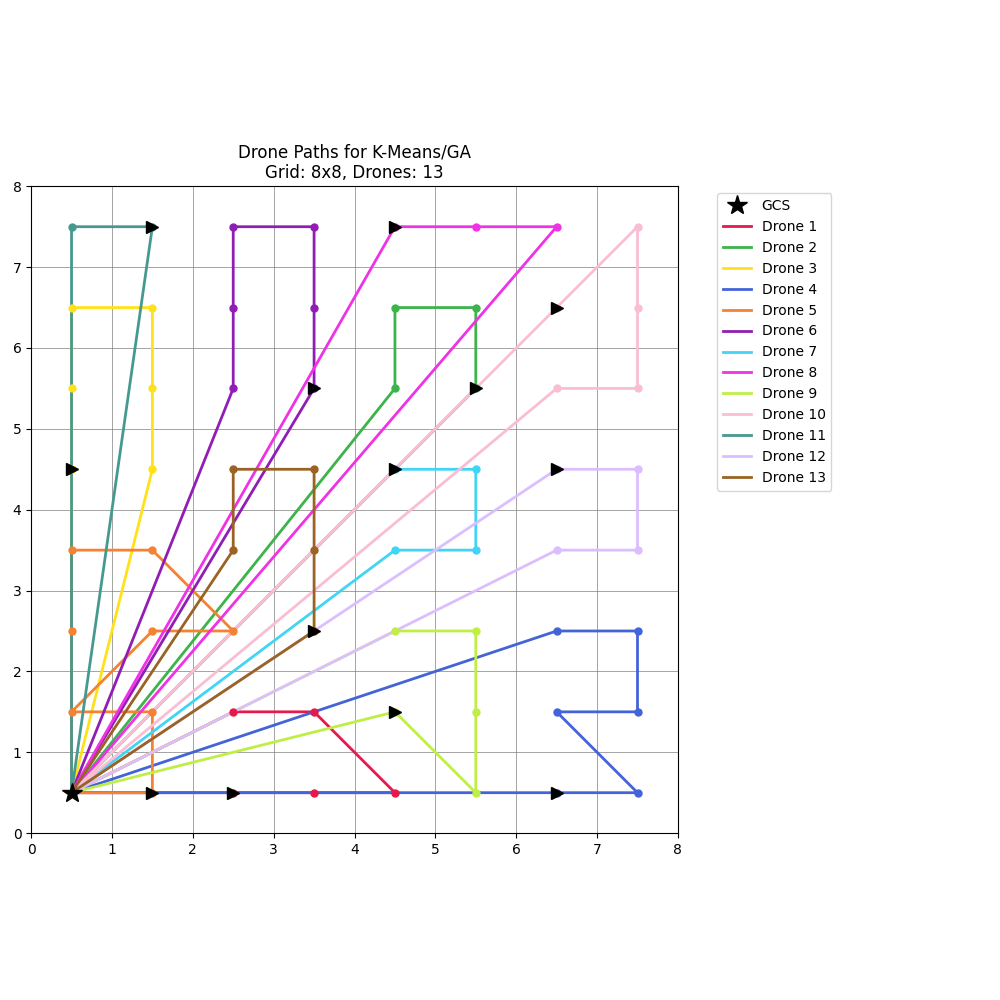 Drone Paths for K-Means/GA
Grid: 8x8, Drones: 13
8
7
6
5
4
3
2
1
0
0 1 2 3 4 5 6 7 8
GCS
Drone 1
Drone 2
Drone 3
Drone 4
Drone 5
Drone 6
Drone 7
Drone 8
Drone 9
Drone 10
Drone 11
Drone 12
Drone 13